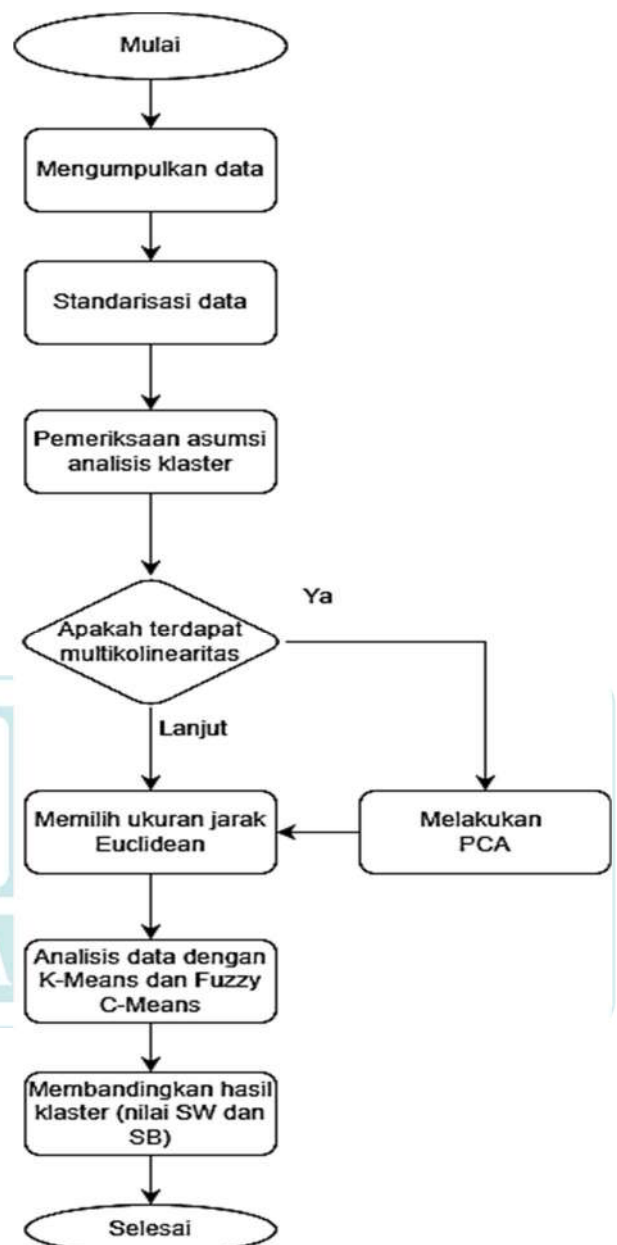 Mulai
Mengumpulkan data
Standarisasi data
Pemeriksaan asumsi
analisis klaster
Apakah terdapat
multikolinearitas
Ya
Lanjut
Memilih ukuran jarak
Euclidean
Melakukan
PCA
Analisis data dengan
K-Means dan Fuzzy
C-Means
Membandingkan hasil
klaster (nilai SW dan
SB)
Selesai